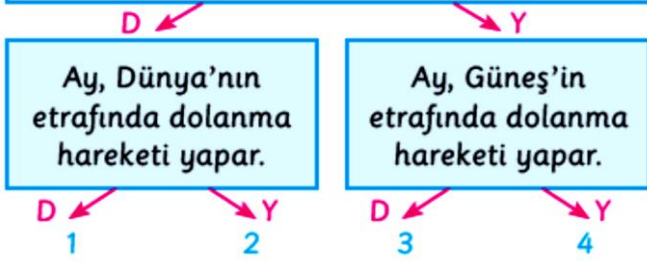 D Y
Ay, Dünya'nın
etrafında dolanma
hareketi yapar.
Ay, Güneş'in
etrafında dolanma
hareketi yapar.
D Y D Y
1 2 3 4